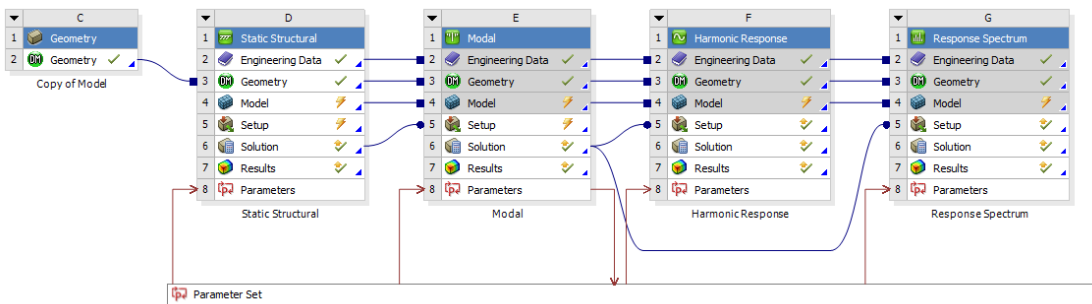 C
1 Geometry
2 Geometry
Copy of Model
D
1 Static Structural
2 Engineering Data
3 Geometry
4 Model
5 Setup
6 Solution
7 Results
8 Parameters
Static Structural
E
1 Modal
2 Engineering Data
3 Geometry
4 Model
5 Setup
6 Solution
7 Results
8 Parameters
Modal
F
1 Harmonic Response
2 Engineering Data
3 Geometry
4 Model
5 Setup
6 Solution
7 Results
8 Parameters
Harmonic Response
G
1 Response Spectrum
2 Engineering Data
3 Geometry
4 Model
5 Setup
6 Solution
7 Results
8 Parameters
Response Spectrum
Parameter Set